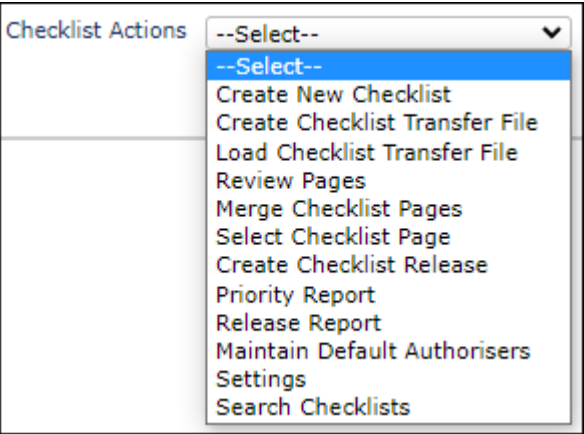 Checklist Actions --Select--
--Select--
Create New Checklist
Create Checklist Transfer File
Load Checklist Transfer File
Review Pages
Merge Checklist Pages
Select Checklist Page
Create Checklist Release
Priority Report
Release Report
Maintain Default Authorisers
Settings
Search Checklists